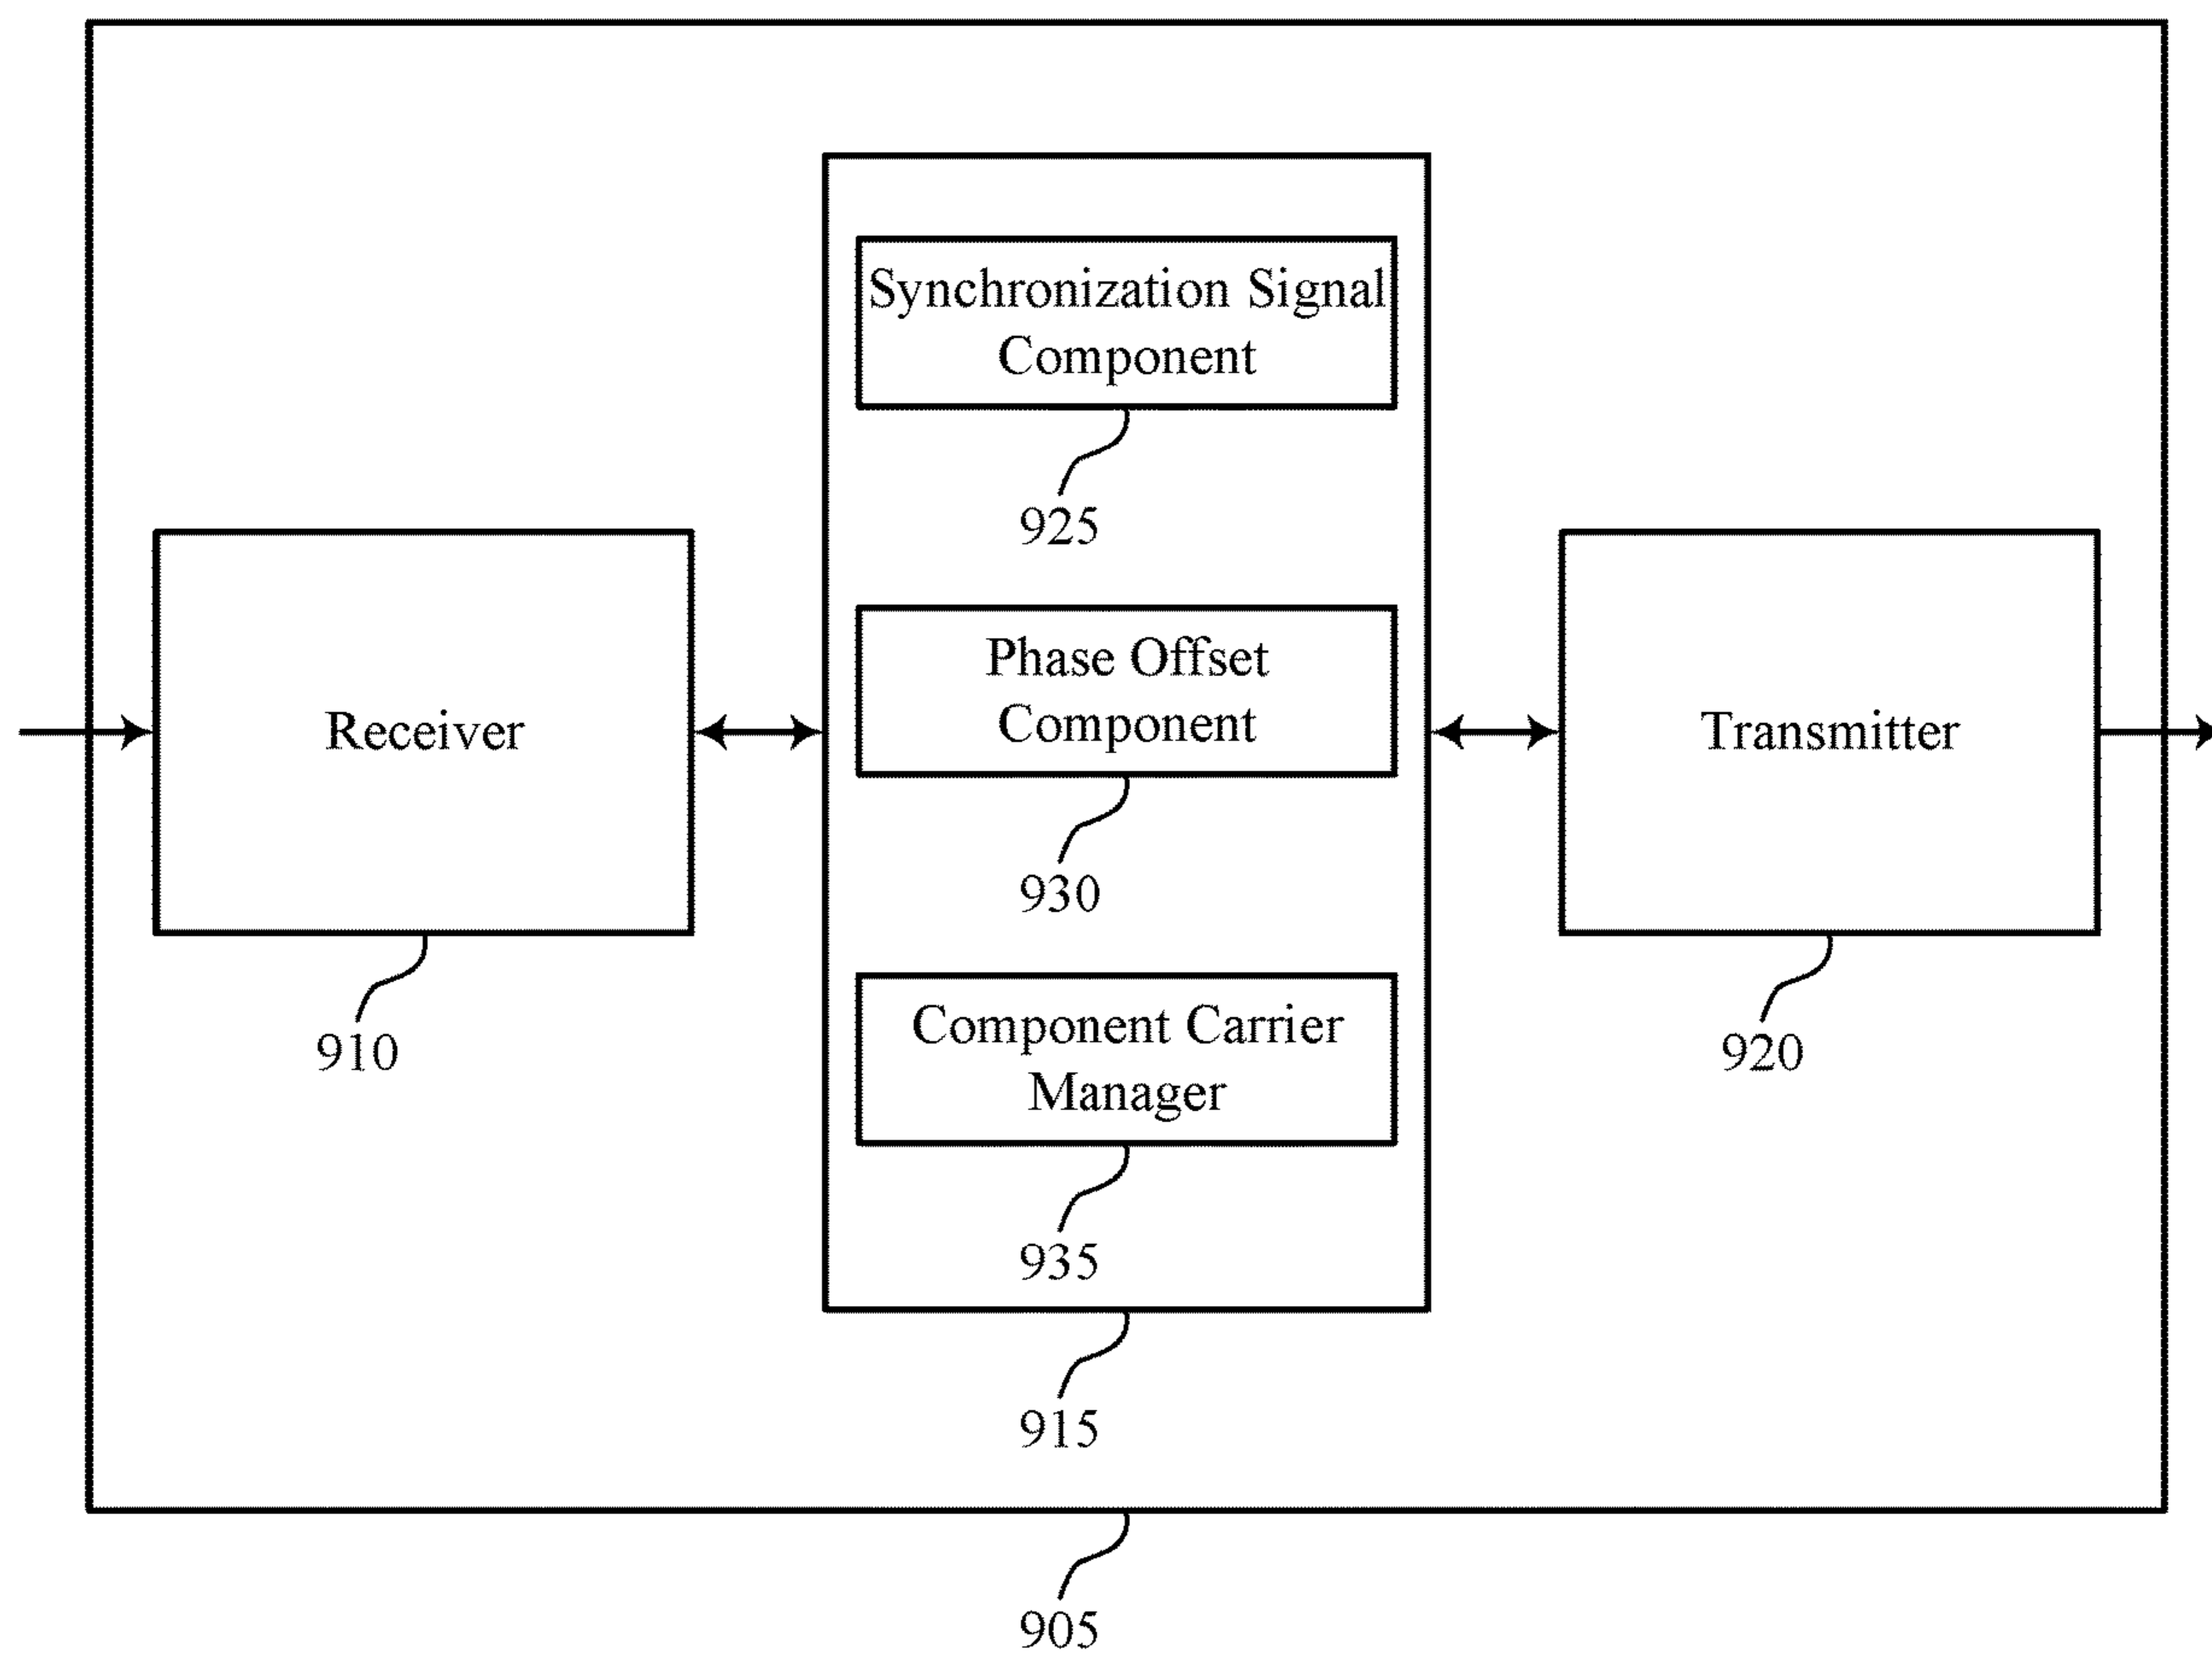 Synchronization Signal
Component
925
Receiver
910
Phase Offset
Component
930
Transmitter
920
Component Carrier
Manager
935
915
905